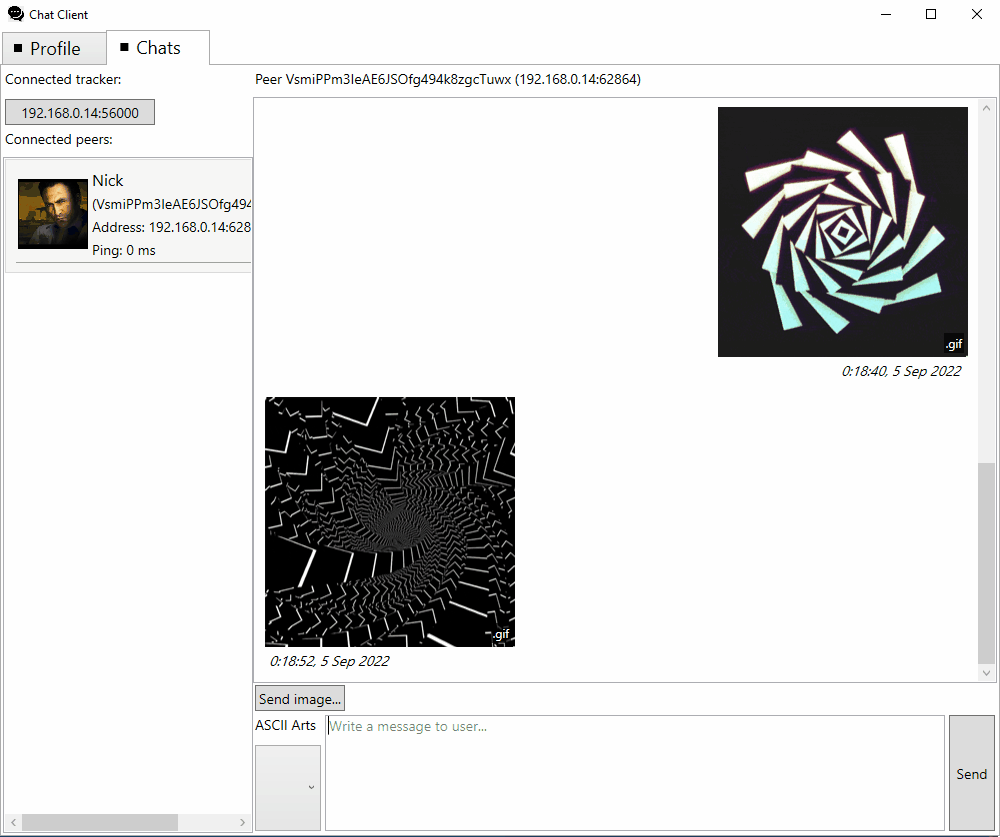 Chat Client
Profile
Chats
Connected tracker:
192.168.0.14:56000
Connected peers:
Nick
(VsmiPPm3IeAE6JSOfg494
Address: 192.168.0.14:628
Ping: 0 ms
Peer VsmiPPm3IeAE6JSOfg494k8zgcTuwx (192.168.0.14:62864)
.gif
0:18:40, 5 Sep 2022
.gif
0:18:52, 5 Sep 2022
Send image...
ASCII Arts
Write a message to user...
Send